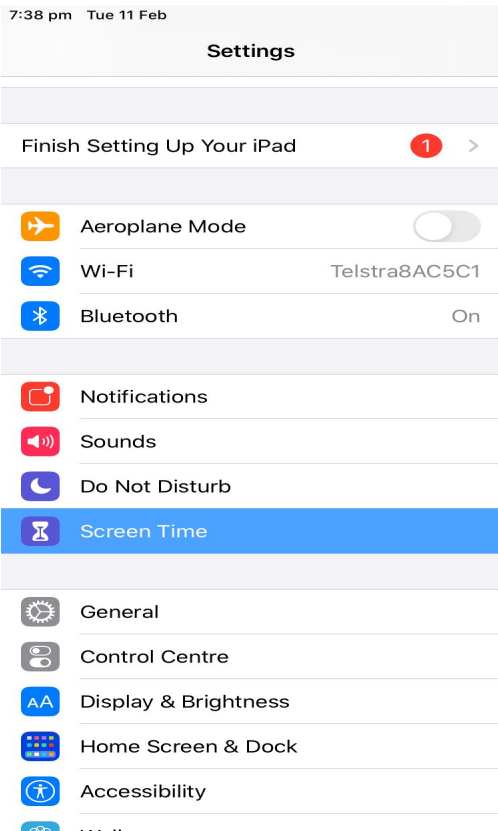 7:38 pm Tue 11 Feb
Settings
Finish Setting Up Your iPad 1
Aeroplane Mode
Wi-Fi Telstra8AC5C1
Bluetooth On
Notifications
Sounds
Do Not Disturb
Screen Time
General
Control Centre
AA Display & Brightness
Home Screen & Dock
Accessibility